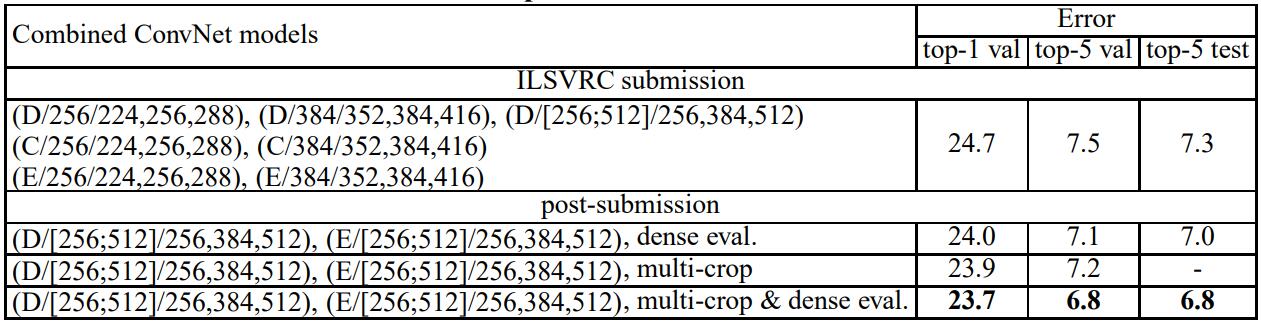 Combined ConvNet models
Error
top-1 val top-5 val top-5 test
ILSVRC submission
(D/256/224,256,288), (D/384/352,384,416), (D/[256;512]/256,384,512)
(C/256/224,256,288), (C/384/352,384,416)
(E/256/224,256,288), (E/384/352,384,416)
24.7 7.5 7.3
post-submission
(D/[256;512]/256,384,512), (E/[256;512]/256,384,512), dense eval. 24.0 7.1 7.0
(D/[256;512]/256,384,512), (E/[256;512]/256,384,512), multi-crop 23.9 7.2 -
(D/[256;512]/256,384,512), (E/[256;512]/256,384,512), multi-crop & dense eval. 23.7 6.8 6.8